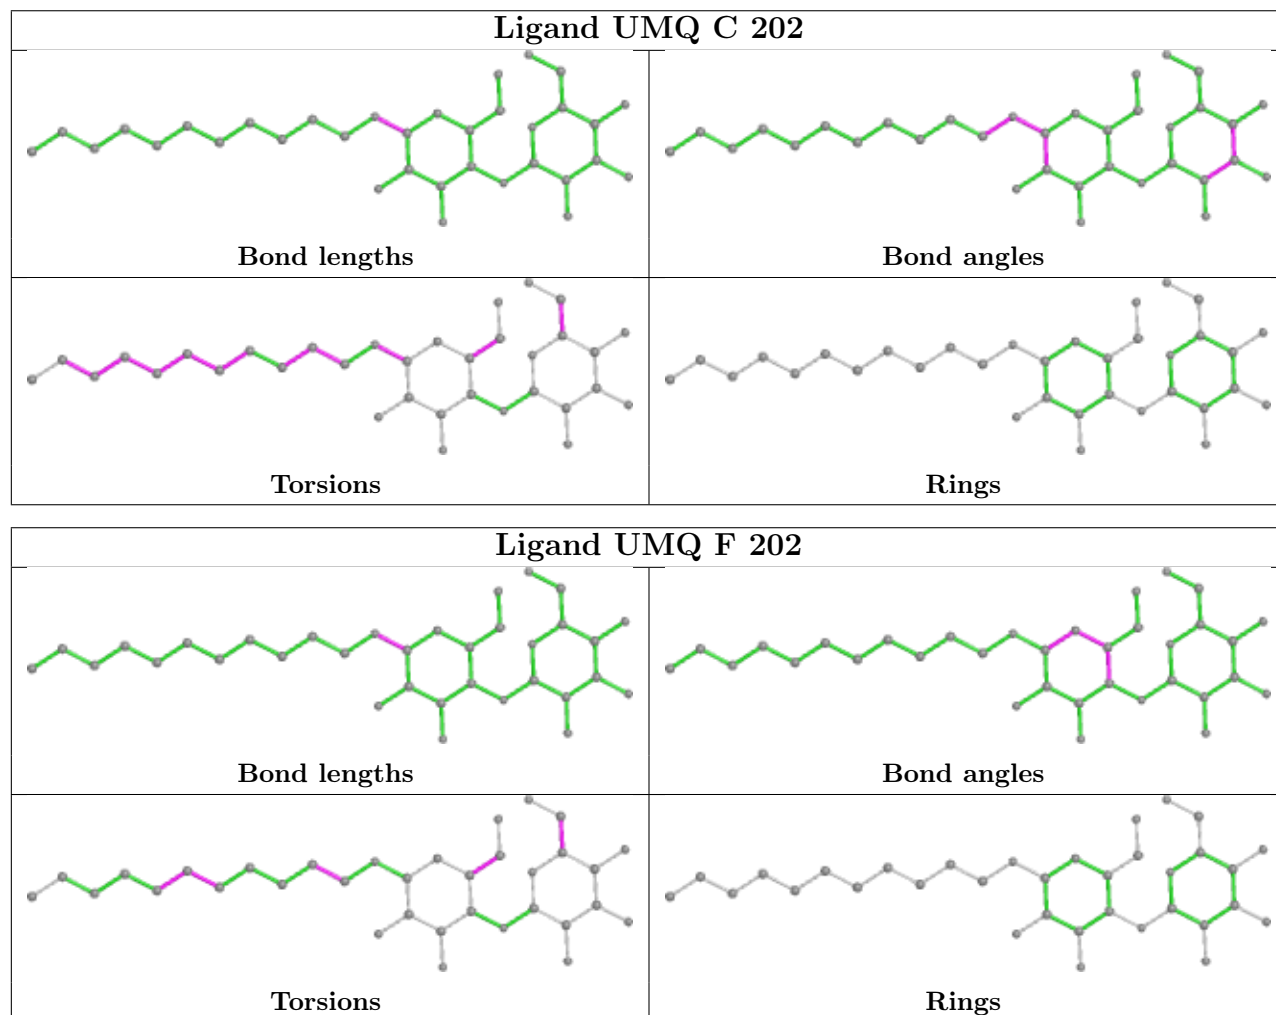 Ligand UMQ C 202
Bond lengths
Bond angles
Torsions
Rings
Ligand UMQ F 202
Bond lengths
Bond angles
Torsions
Rings